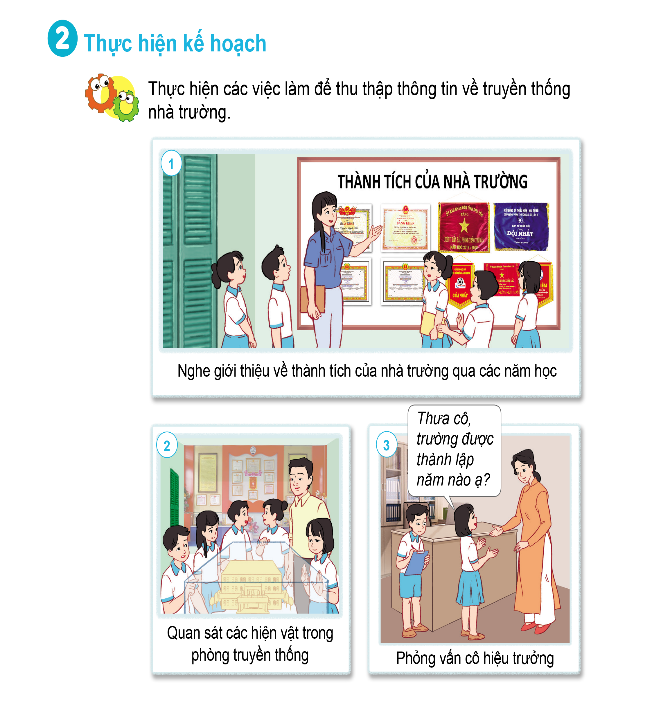 2 Thực hiện kế hoạch
Thực hiện các việc làm để thu thập thông tin về truyền thống
nhà trường.
1
THÀNH TÍCH CỦA NHÀ TRƯỜNG
Nghe giới thiệu về thành tích của nhà trường qua các năm học
2
Quan sát các hiện vật trong
phòng truyền thống
3
Thưa cô,
trường được
thành lập
năm nào ạ?
Phỏng vấn cô hiệu trưởng